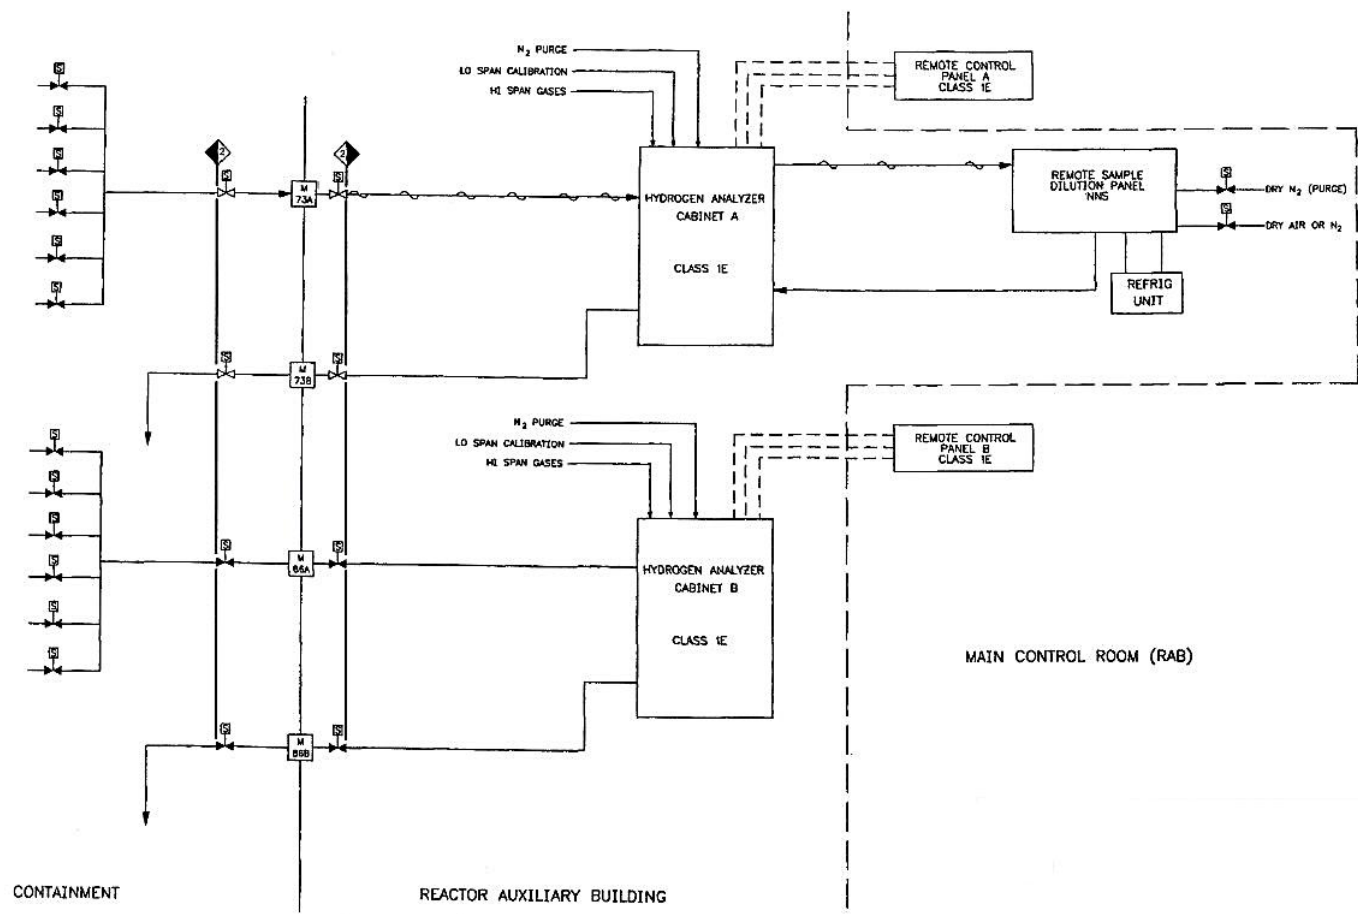 N2 PURGE
LO SPAN CALIBRATION
HI SPAN GASES
REMOTE CONTROL
PANEL A
CLASS 1E
S
S
S
S
S
S
2
2
S
S
M
73A
HYDROGEN ANALYZER
CABINET A
CLASS 1E
REMOTE SAMPLE
DILUTION PANEL
NNS
S
DRY N2 (PURGE)
S
DRY AIR OR N2
REFRIG
UNIT
S
S
M
73B
N2 PURGE
LO SPAN CALIBRATION
HI SPAN GASES
REMOTE CONTROL
PANEL B
CLASS 1E
S
S
S
S
S
S
S
S
M
86A
HYDROGEN ANALYZER
CABINET B
CLASS 1E
MAIN CONTROL ROOM (RAB)
S
S
M
86B
CONTAINMENT
REACTOR AUXILIARY BUILDING